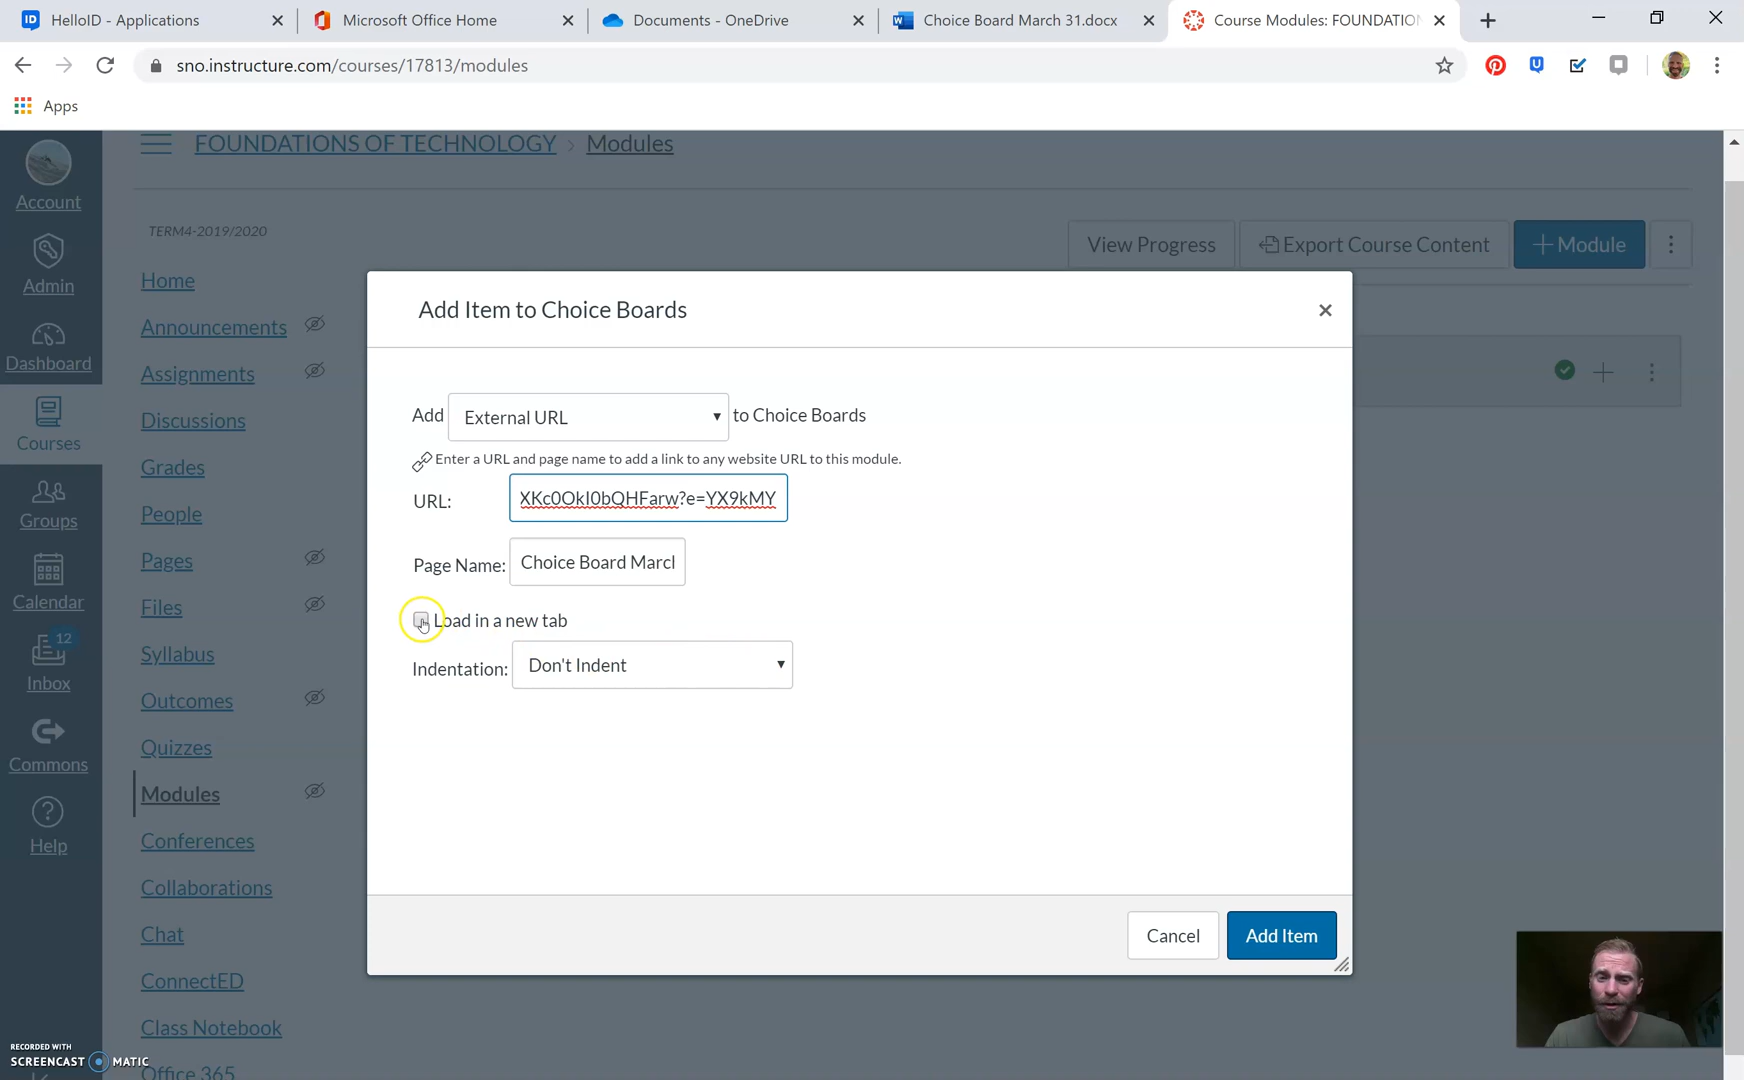 HelloID - Applications
Microsoft Office Home
Documents - OneDrive
Choice Board March 31.docx
Course Modules: FOUNDATION
sno.instructure.com/courses/17813/modules
Apps
FOUNDATIONS OF TECHNOLOGY > Modules
Account
Admin
Dashboard
Courses
Groups
Calendar
12
Inbox
Commons
Help
TERM4-2019/2020
Home
Announcements
Assignments
Discussions
Grades
People
Pages
Files
Syllabus
Outcomes
Quizzes
Modules
Conferences
Collaborations
Chat
ConnectED
Class Notebook
Office 365
View Progress
Export Course Content
+ Module
Add Item to Choice Boards
Add External URL to Choice Boards
Enter a URL and page name to add a link to any website URL to this module.
URL: XKc0OkI0bQHFarw?e=YX9kMY
Page Name: Choice Board Marcl
Load in a new tab
Indentation: Don't Indent
Cancel
Add Item
RECORDED WITH
SCREENCAST MATIC